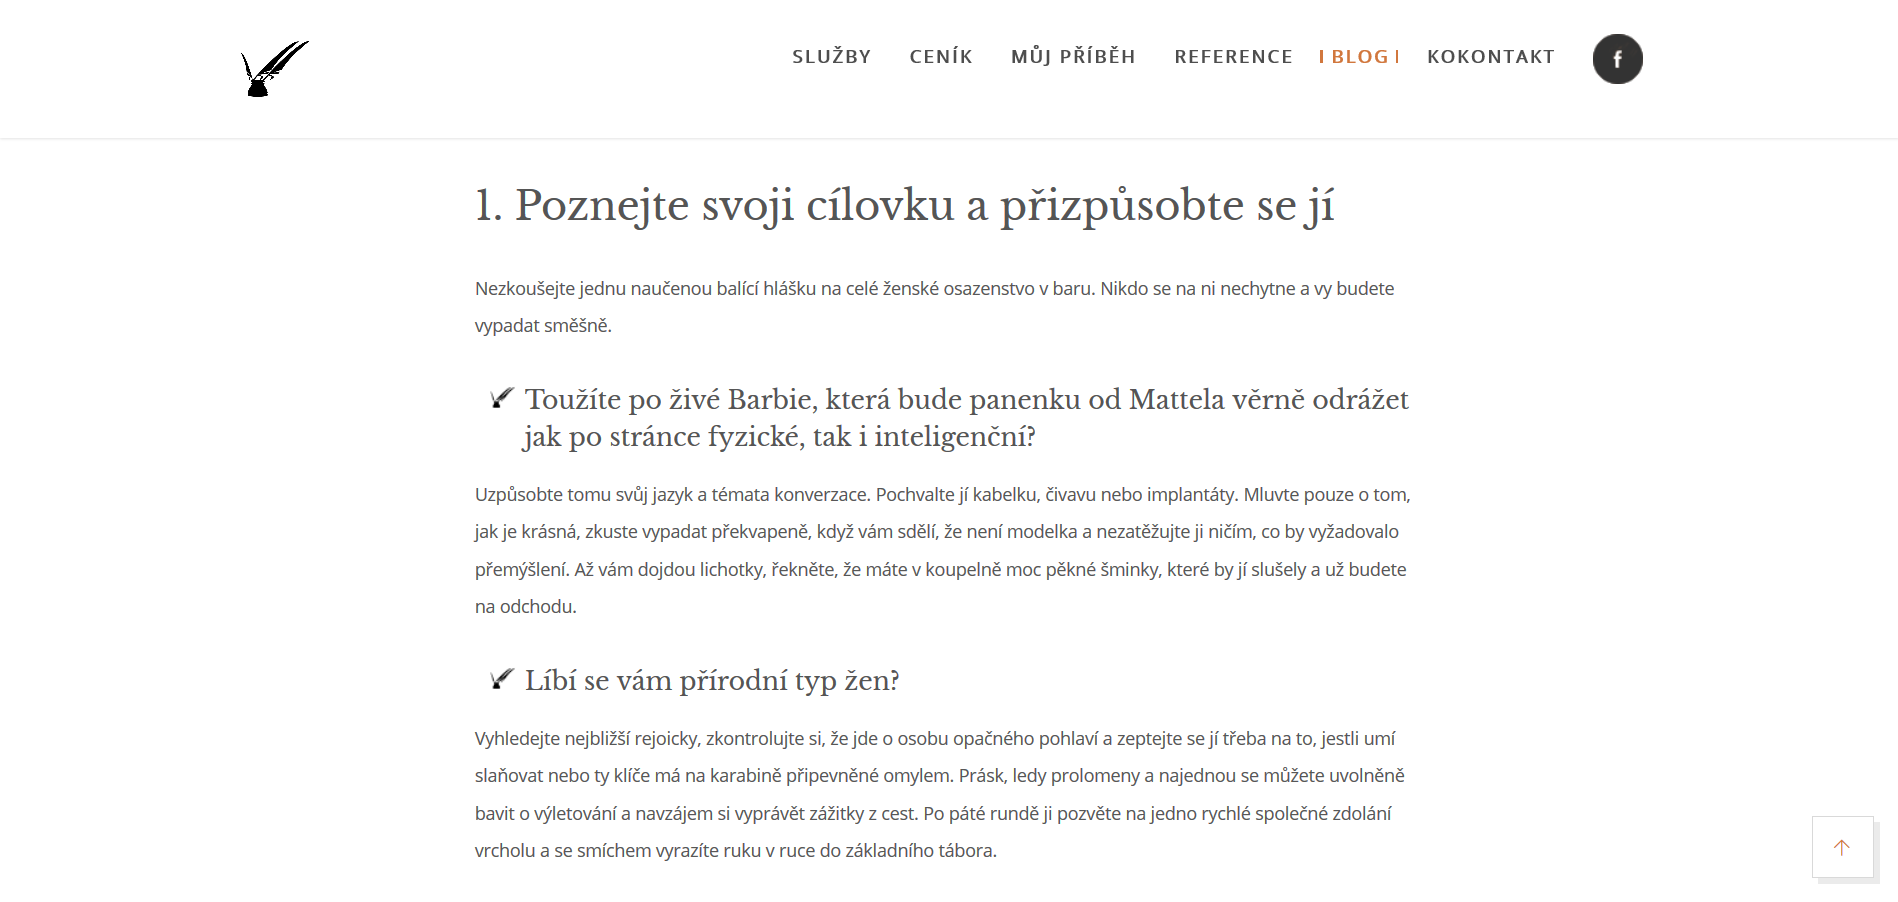 SLUŽBY CENÍK MŮJ PŘÍBĚH REFERENCE BLOG KOKONTAKT f
1. Poznejte svoji cílovku a přizpůsobte se jí
Nezkoušejte jednu naučenou balící hlášku na celé ženské osazenstvo v baru. Nikdo se na ni nechytne a vy budete
vypadat směšně.
Toužíte po živé Barbie, která bude panenku od Mattela věrně odrážet
jak po stránce fyzické, tak i inteligenční?
Uzpůsobte tomu svůj jazyk a témata konverzace. Pochvalte jí kabelku, čivavu nebo implantáty. Mluvte pouze o tom,
jak je krásná, zkuste vypadat překvapeně, když vám sdělí, že není modelka a nezatěžujte ji ničím, co by vyžadovalo
přemýšlení. Až vám dojdou lichotky, řekněte, že máte v koupelně moc pěkné šminky, které by jí slušely a už budete
na odchodu.
Líbí se vám přírodní typ žen?
Vyhledejte nejbližší rejoicky, zkontrolujte si, že jde o osobu opačného pohlaví a zeptejte se jí třeba na to, jestli umí
slaňovat nebo ty klíče má na karabině připevněné omylem. Prásk, ledy prolomeny a najednou se můžete uvolněně
bavit o výletování a navzájem si vyprávět zážitky z cest. Po páté rundě ji pozvěte na jedno rychlé společné zdolání
vrcholu a se smíchem vyrazíte ruku v ruce do základního tábora.